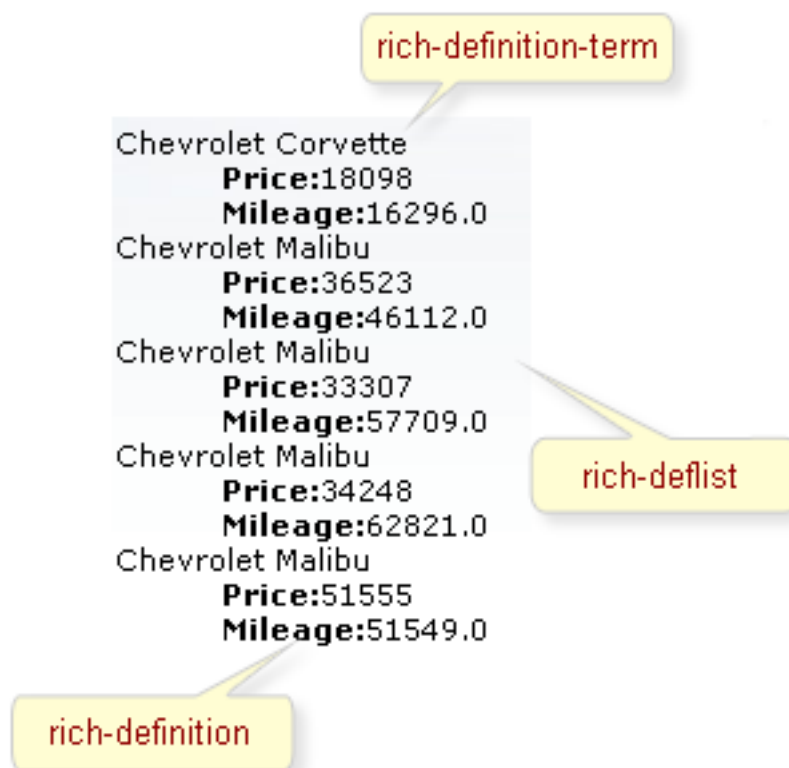 rich-definition-term
Chevrolet Corvette
Price:18098
Mileage:16296.0
Chevrolet Malibu
Price:36523
Mileage:46112.0
Chevrolet Malibu
Price:33307
Mileage:57709.0
Chevrolet Malibu
Price:34248
Mileage:62821.0
Chevrolet Malibu
Price:51555
Mileage:51549.0
rich-deflist
rich-definition